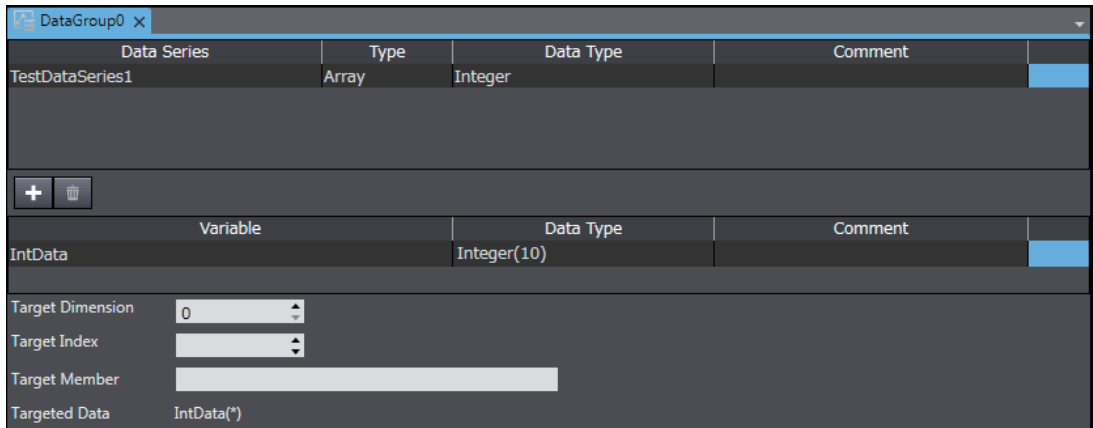 DataGroup0
Data Series Type Data Type Comment
TestDataSeries1 Array Integer
Variable Data Type Comment
IntData Integer(10)
Target Dimension 0
Target Index
Target Member
Targeted Data IntData(*)